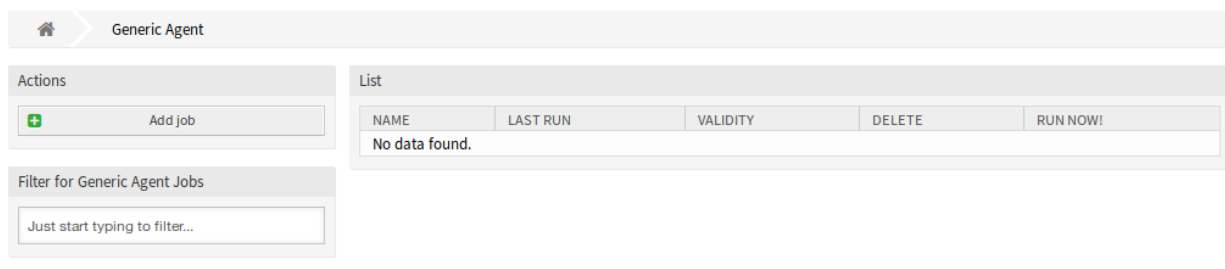 Generic Agent
Actions
Add job
Filter for Generic Agent Jobs
Just start typing to filter...
List
NAME LAST RUN VALIDITY DELETE RUN NOW!
No data found.